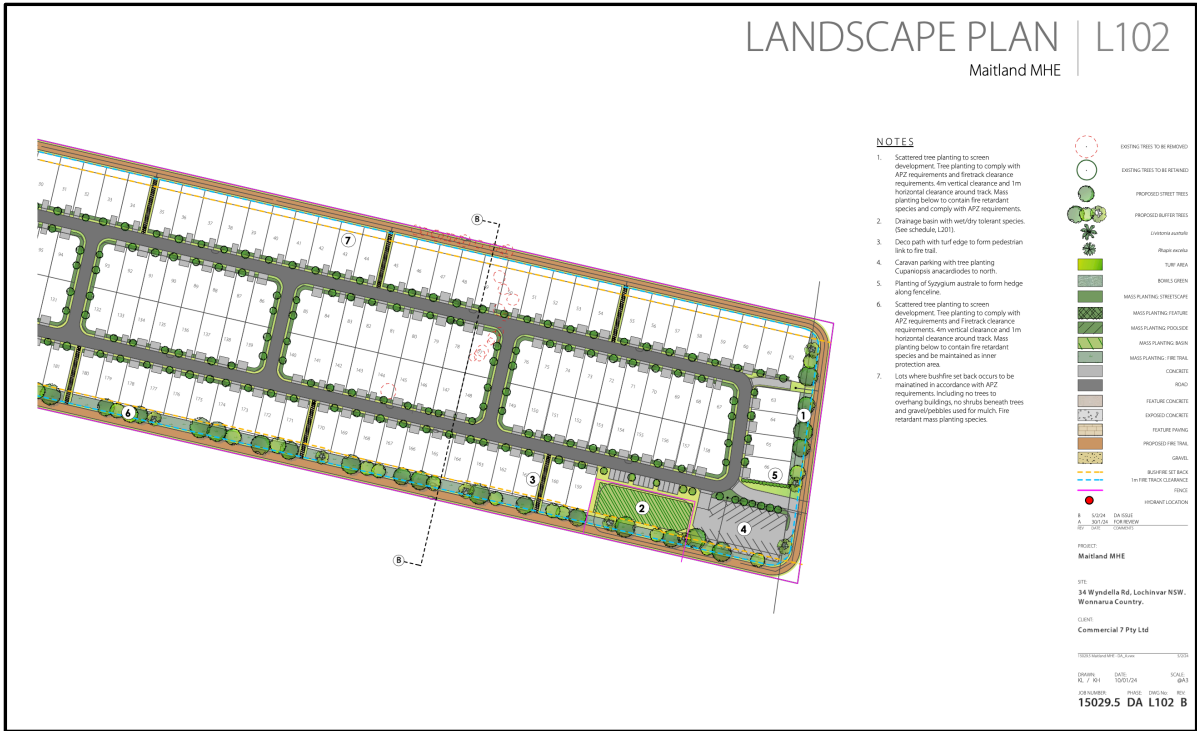 LANDSCAPE PLAN L102
Maitland MHE
NOTES
1. Scattered tree planting to screen
development. Tree planting to comply with
APZ requirements and firetrack clearance
requirements. 4m vertical clearance and 1m
horizontal clearance around track. Mass
planting below to contain fire retardant
species and comply with APZ requirements.
2. Drainage basin with wet/dry tolerant species.
(See schedule, L201).
3. Deco path with turf edge to form pedestrian
link to fire trail.
4. Caravan parking with tree planting
Cupaniopsis anacardiodes to north.
5. Planting of Syzygium australe to form hedge
along fenceline.
6. Scattered tree planting to screen
development. Tree planting to comply with
APZ requirements and Firetrack clearance
requirements. 4m vertical clearance and 1m
horizontal clearance around track. Mass
planting below to contain fire retardant
species and be maintained as inner
protection area.
7. Lots where bushfire set back occurs to be
mainatined in accordance with APZ
requirements. Including no trees to
overhang buildings, no shrubs beneath trees
and gravel/pebbles used for mulch. Fire
retardant mass planting species.
EXISTING TREES TO BE REMOVED
EXISTING TREES TO BE RETAINED
PROPOSED STREET TREES
PROPOSED BUFFER TREES
Livistonia australis
Rhapis excelsa
TURF AREA
BOWLS GREEN
MASS PLANTING: STREETSCAPE
MASS PLANTING: FEATURE
MASS PLANTING: POOLSIDE
MASS PLANTING: BASIN
MASS PLANTING : FIRE TRAIL
CONCRETE
ROAD
FEATURE CONCRETE
EXPOSED CONCRETE
FEATURE PAVING
PROPOSED FIRE TRAIL
GRAVEL
BUSHFIRE SET BACK
1m FIRE TRACK CLEARANCE
FENCE
HYDRANT LOCATION
B 5/2/24 DA ISSUE
A 30/1/24 FOR REVIEW
REV DATE COMMENTS
PROJECT:
Maitland MHE
SITE:
34 Wyndella Rd, Lochinvar NSW.
Wonnarua Country.
CLIENT:
Commercial 7 Pty Ltd
DRAWN: DATE: SCALE:
KL / KH 10/01/24 @A3
JOB NUMBER: PHASE: DWG No: REV:
15029.5 DA L102 B
B
7
1
6
5
3
2
4
B